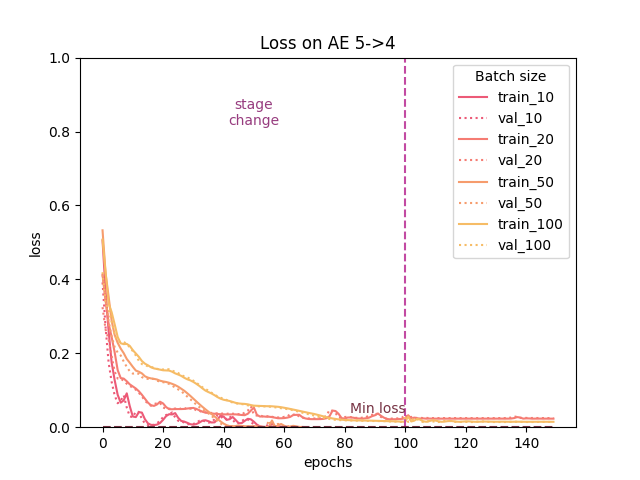 Loss on AE 5->4
1.0
0.8
0.6
0.4
0.2
0.0
loss
stage
change
Min loss
Batch size
train_10
val_10
train_20
val_20
train_50
val_50
train_100
val_100
0 20 40 60 80 100 120 140
epochs